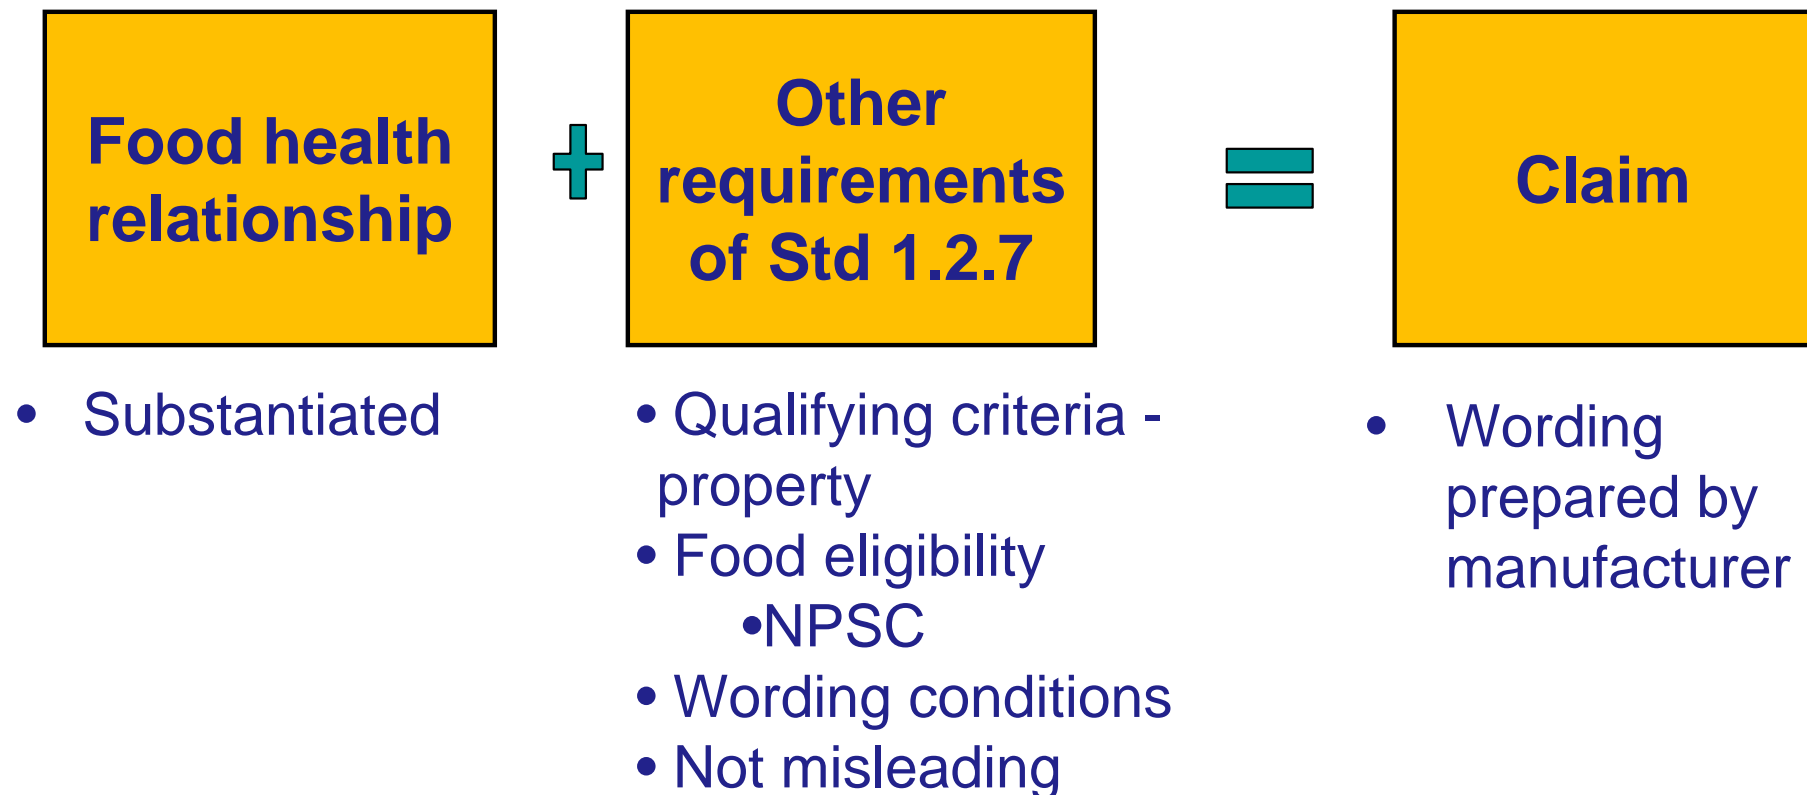 Food health
relationship
+
Other
requirements
of Std 1.2.7
=
Claim
• Substantiated
• Qualifying criteria -
property
• Food eligibility
•NPSC
• Wording conditions
• Not misleading
• Wording
prepared by
manufacturer